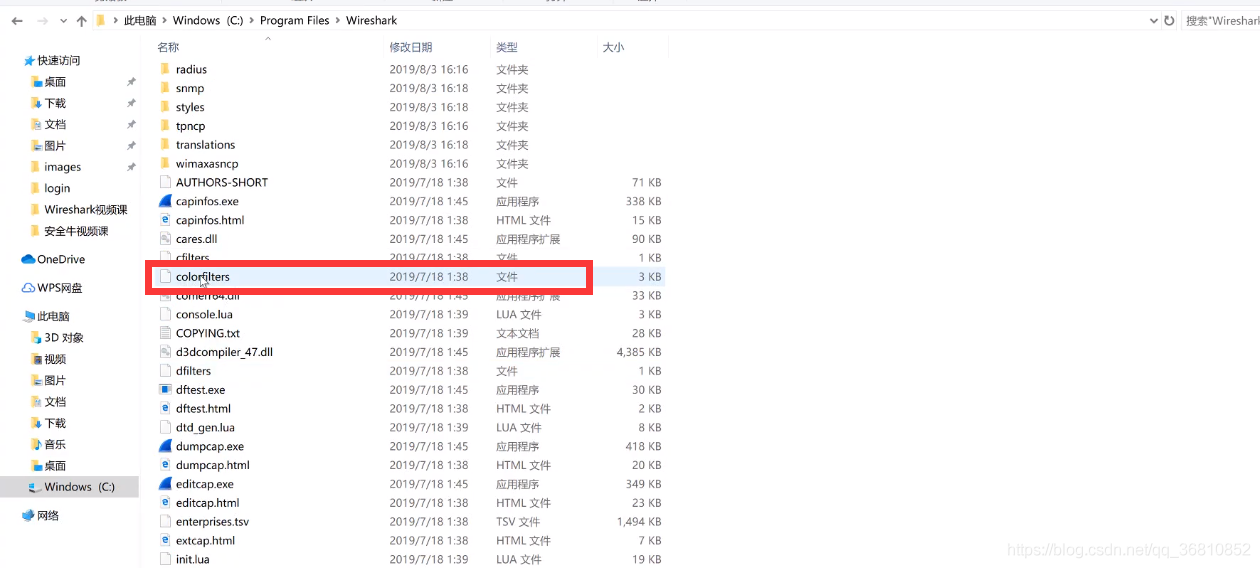 此电脑 › Windows (C:) › Program Files › Wireshark 搜索"Wireshark
名称 修改日期 类型 大小
快速访问
桌面
下载
文档
图片
images
login
Wireshark视频课
安全牛视频课
OneDrive
WPS网盘
此电脑
3D 对象
视频
图片
文档
下载
音乐
桌面
Windows (C:)
网络
radius 2019/8/3 16:16 文件夹
snmp 2019/8/3 16:18 文件夹
styles 2019/8/3 16:18 文件夹
tpncp 2019/8/3 16:16 文件夹
translations 2019/8/3 16:18 文件夹
wimaxasncp 2019/8/3 16:16 文件夹
AUTHORS-SHORT 2019/7/18 1:38 文件 71 KB
capinfos.exe 2019/7/18 1:45 应用程序 338 KB
capinfos.html 2019/7/18 1:38 HTML 文件 15 KB
cares.dll 2019/7/18 1:45 应用程序扩展 90 KB
cfilters 2019/7/18 1:38 文件 1 KB
colorfilters 2019/7/18 1:38 文件 3 KB
comerr64.dll 2019/7/18 1:45 应用程序扩展 33 KB
console.lua 2019/7/18 1:39 LUA 文件 3 KB
COPYING.txt 2019/7/18 1:39 文本文档 28 KB
d3dcompiler_47.dll 2019/7/18 1:45 应用程序扩展 4,385 KB
dfilters 2019/7/18 1:38 文件 1 KB
dftest.exe 2019/7/18 1:45 应用程序 30 KB
dftest.html 2019/7/18 1:38 HTML 文件 2 KB
dtd_gen.lua 2019/7/18 1:39 LUA 文件 8 KB
dumpcap.exe 2019/7/18 1:45 应用程序 418 KB
dumpcap.html 2019/7/18 1:38 HTML 文件 20 KB
editcap.exe 2019/7/18 1:45 应用程序 349 KB
editcap.html 2019/7/18 1:38 HTML 文件 23 KB
enterprises.tsv 2019/7/18 1:38 TSV 文件 1,494 KB
extcap.html 2019/7/18 1:38 HTML 文件 7 KB
init.lua 2019/7/18 1:39 LUA 文件 19 KB
https://blog.csdn.net/qq_36810852